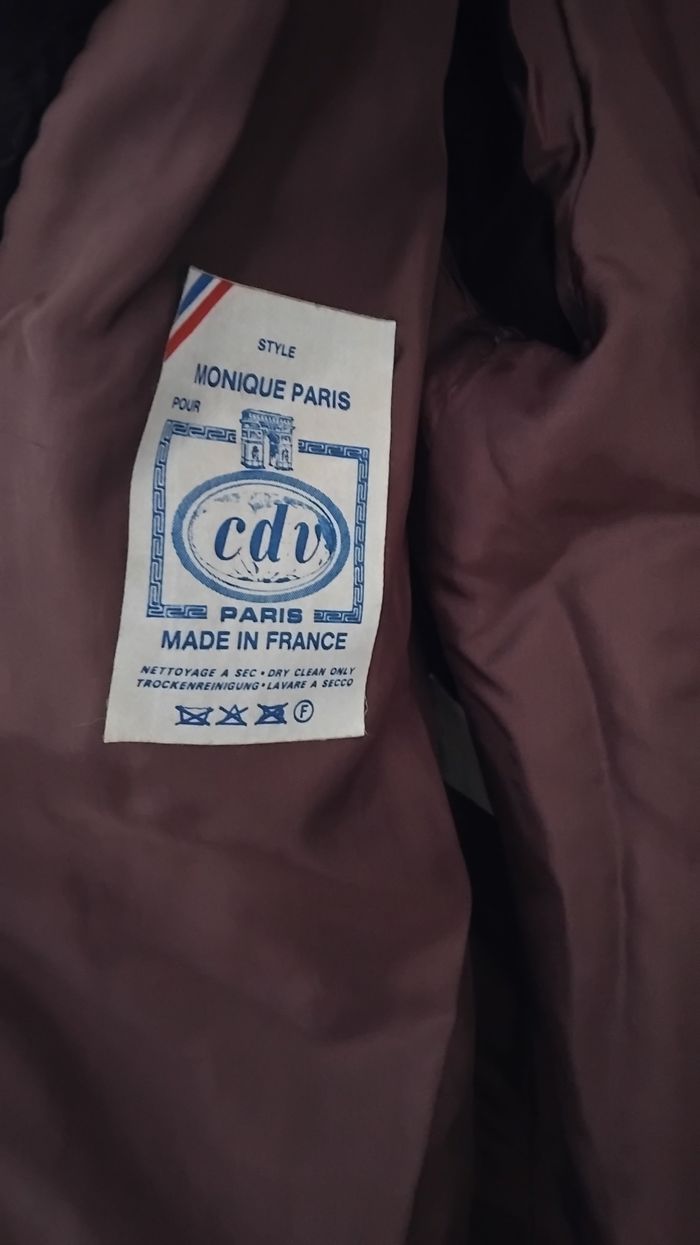 STYLE
MONIQUE PARIS
POUR
cdv
PARIS
MADE IN FRANCE
NETTOYAGE A SEC • DRY CLEAN ONLY
TROCKENREINIGUNG • LAVARE A SECCO
F